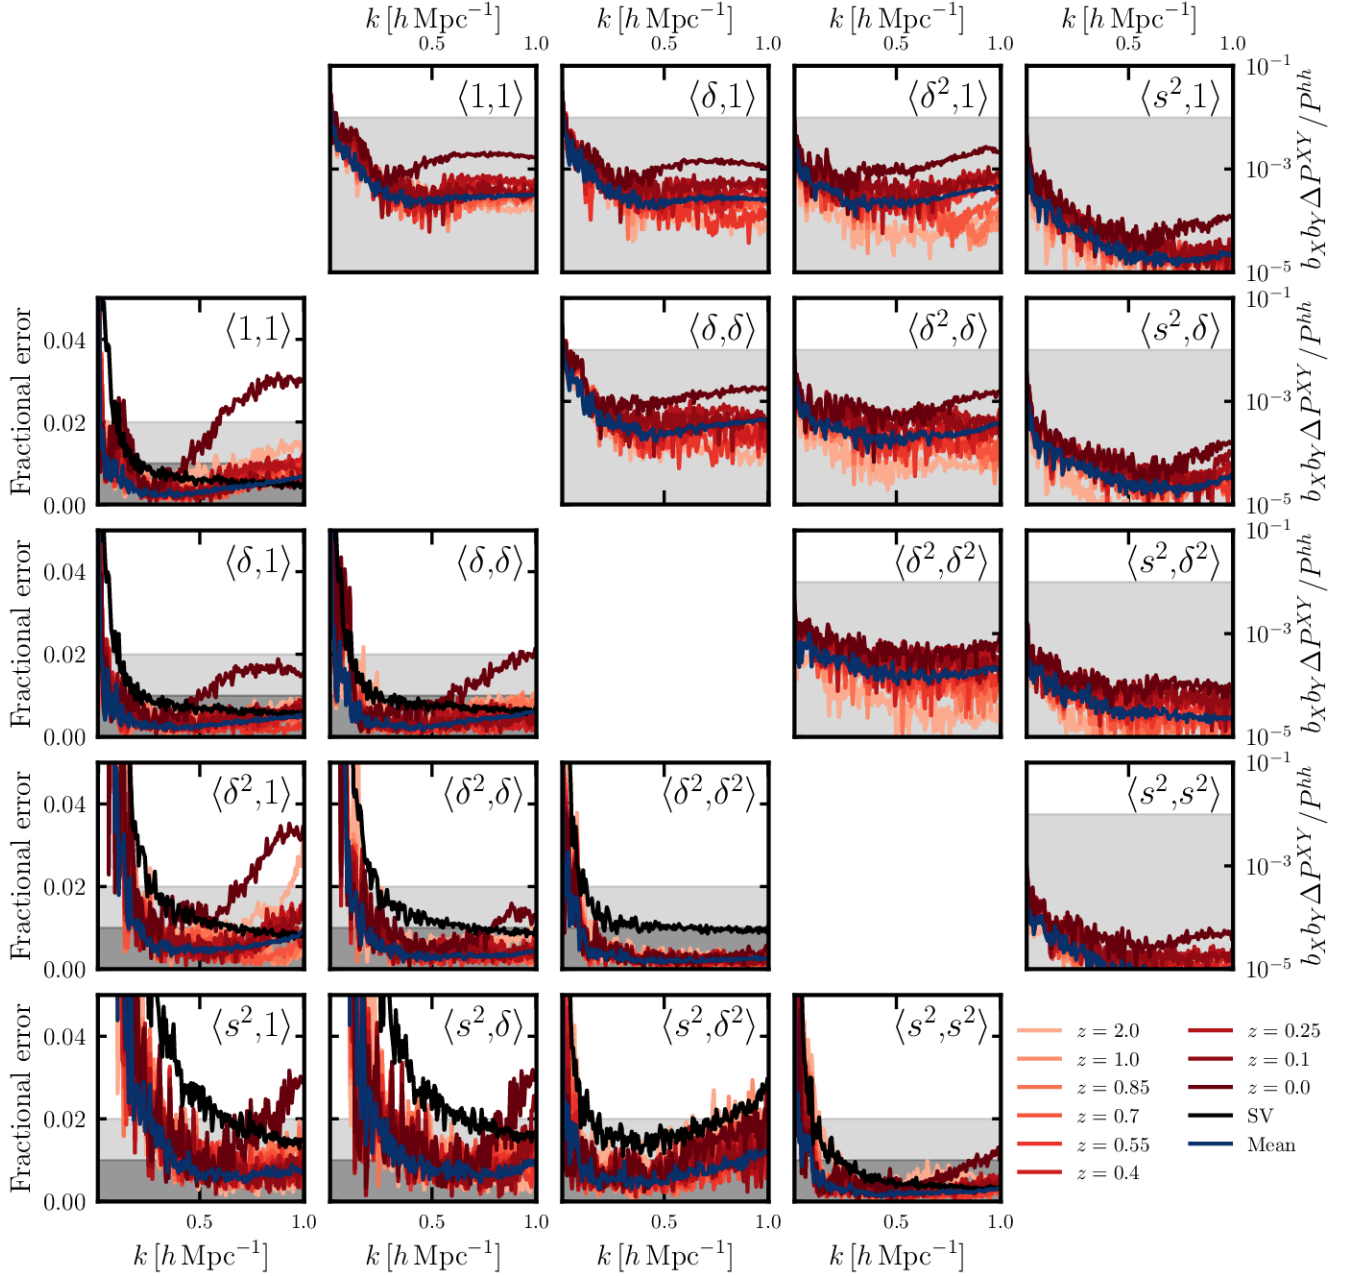 k [h Mpc⁻¹] k [h Mpc⁻¹] k [h Mpc⁻¹] k [h Mpc⁻¹]
0.5 1.0 0.5 1.0 0.5 1.0 0.5 1.0
⟨1,1⟩ ⟨δ,1⟩ ⟨δ²,1⟩ ⟨s²,1⟩
10⁻¹
10⁻³
10⁻⁵
b_X b_Y ΔP^{XY}/P^{hh}
Fractional error
0.04
0.02
0.00
⟨1,1⟩ ⟨δ,δ⟩ ⟨δ²,δ⟩ ⟨s²,δ⟩
10⁻¹
10⁻³
10⁻⁵
b_X b_Y ΔP^{XY}/P^{hh}
Fractional error
0.04
0.02
0.00
⟨δ,1⟩ ⟨δ,δ⟩ ⟨δ²,δ²⟩ ⟨s²,δ²⟩
10⁻¹
10⁻³
10⁻⁵
b_X b_Y ΔP^{XY}/P^{hh}
Fractional error
0.04
0.02
0.00
⟨δ²,1⟩ ⟨δ²,δ⟩ ⟨δ²,δ²⟩ ⟨s²,s²⟩
10⁻¹
10⁻³
10⁻⁵
b_X b_Y ΔP^{XY}/P^{hh}
Fractional error
0.04
0.02
0.00
⟨s²,1⟩ ⟨s²,δ⟩ ⟨s²,δ²⟩ ⟨s²,s²⟩
0.5 1.0 0.5 1.0 0.5 1.0 0.5 1.0
k [h Mpc⁻¹] k [h Mpc⁻¹] k [h Mpc⁻¹] k [h Mpc⁻¹]
z = 2.0
z = 1.0
z = 0.85
z = 0.7
z = 0.55
z = 0.4
z = 0.25
z = 0.1
z = 0.0
SV
Mean